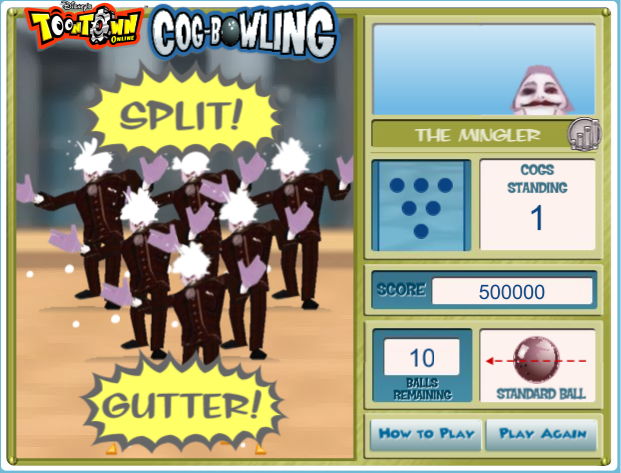 Disney's
TOONTOWN
ONLINE
COG-BOWLING
SPLIT!
THE MINGLER
COGS
STANDING
1
SCORE
500000
10
BALLS
REMAINING
STANDARD BALL
GUTTER!
HOW TO PLAY
PLAY AGAIN